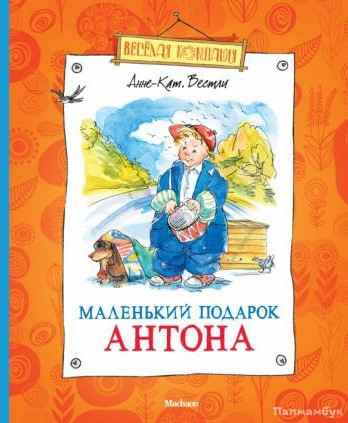 ВЕСЁЛАЯ КОМПАНИЯ
Анне-Кат. Вестли
МАЛЕНЬКИЙ ПОДАРОК
АНТОНА
Machaon
Папмамбук